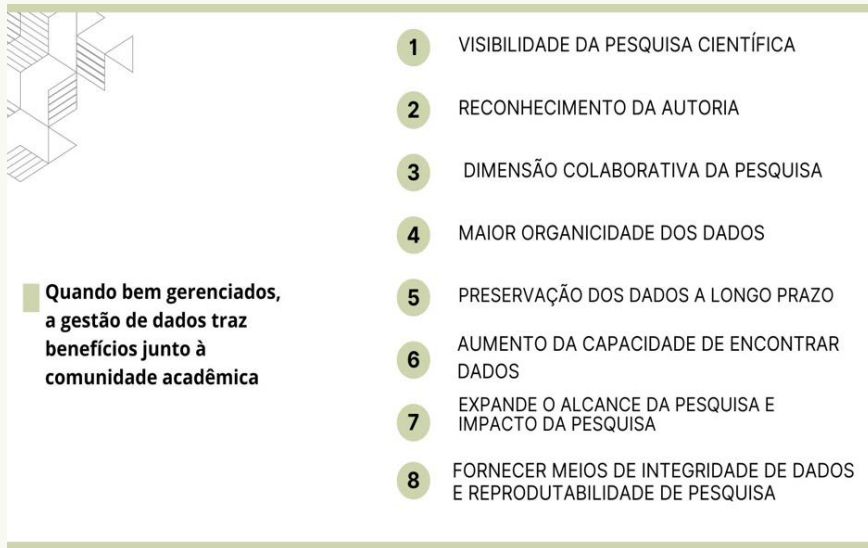 Quando bem gerenciados,
a gestão de dados traz
benefícios junto à
comunidade acadêmica
1 VISIBILIDADE DA PESQUISA CIENTÍFICA
2 RECONHECIMENTO DA AUTORIA
3 DIMENSÃO COLABORATIVA DA PESQUISA
4 MAIOR ORGANICIDADE DOS DADOS
5 PRESERVAÇÃO DOS DADOS A LONGO PRAZO
6 AUMENTO DA CAPACIDADE DE ENCONTRAR
DADOS
7 EXPANDE O ALCANCE DA PESQUISA E
IMPACTO DA PESQUISA
8 FORNECER MEIOS DE INTEGRIDADE DE DADOS
E REPRODUTABILIDADE DE PESQUISA